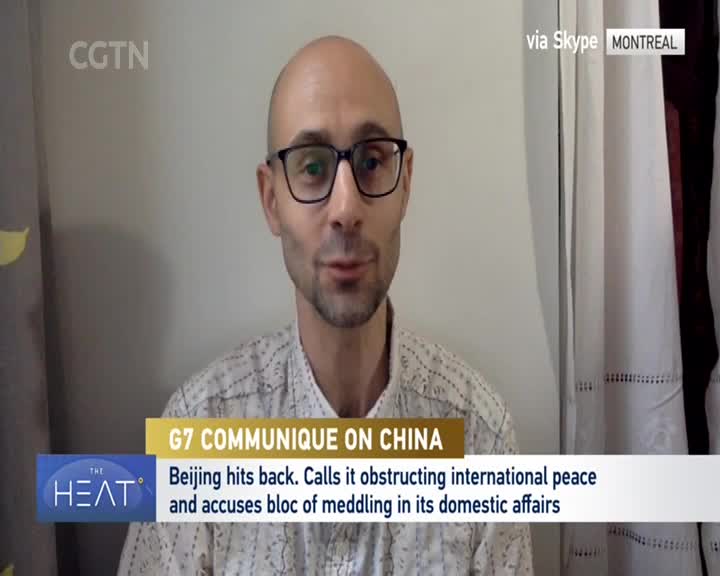 CGTN
via Skype MONTREAL
G7 COMMUNIQUE ON CHINA
THE
HEAT
Beijing hits back. Calls it obstructing international peace
and accuses bloc of meddling in its domestic affairs